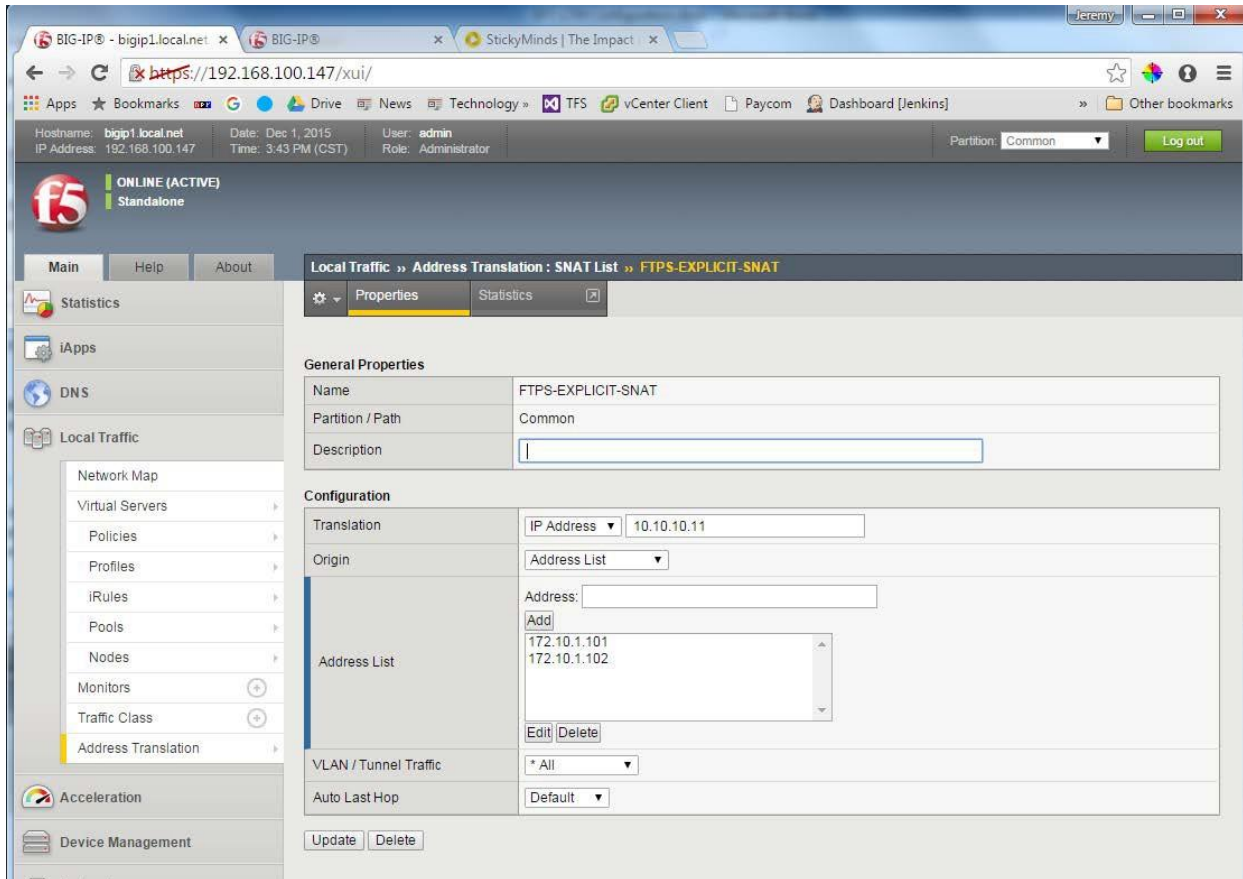 Jeremy
BIG-IP® - bigip1.local.net
BIG-IP®
StickyMinds | The Impact
https://192.168.100.147/xui/
Apps Bookmarks Drive News Technology » TFS vCenter Client Paycom Dashboard [Jenkins] » Other bookmarks
Hostname: bigip1.local.net Date: Dec 1, 2015 User: admin
IP Address: 192.168.100.147 Time: 3:43 PM (CST) Role: Administrator
Partition: Common Log out
f5
ONLINE (ACTIVE)
Standalone
Main Help About
Local Traffic » Address Translation : SNAT List » FTPS-EXPLICIT-SNAT
Properties Statistics
Statistics
iApps
DNS
Local Traffic
Network Map
Virtual Servers
Policies
Profiles
iRules
Pools
Nodes
Monitors
Traffic Class
Address Translation
Acceleration
Device Management
General Properties
Name FTPS-EXPLICIT-SNAT
Partition / Path Common
Description
Configuration
Translation IP Address 10.10.10.11
Origin Address List
Address List
Address:
Add
172.10.1.101
172.10.1.102
Edit Delete
VLAN / Tunnel Traffic * All
Auto Last Hop Default
Update Delete